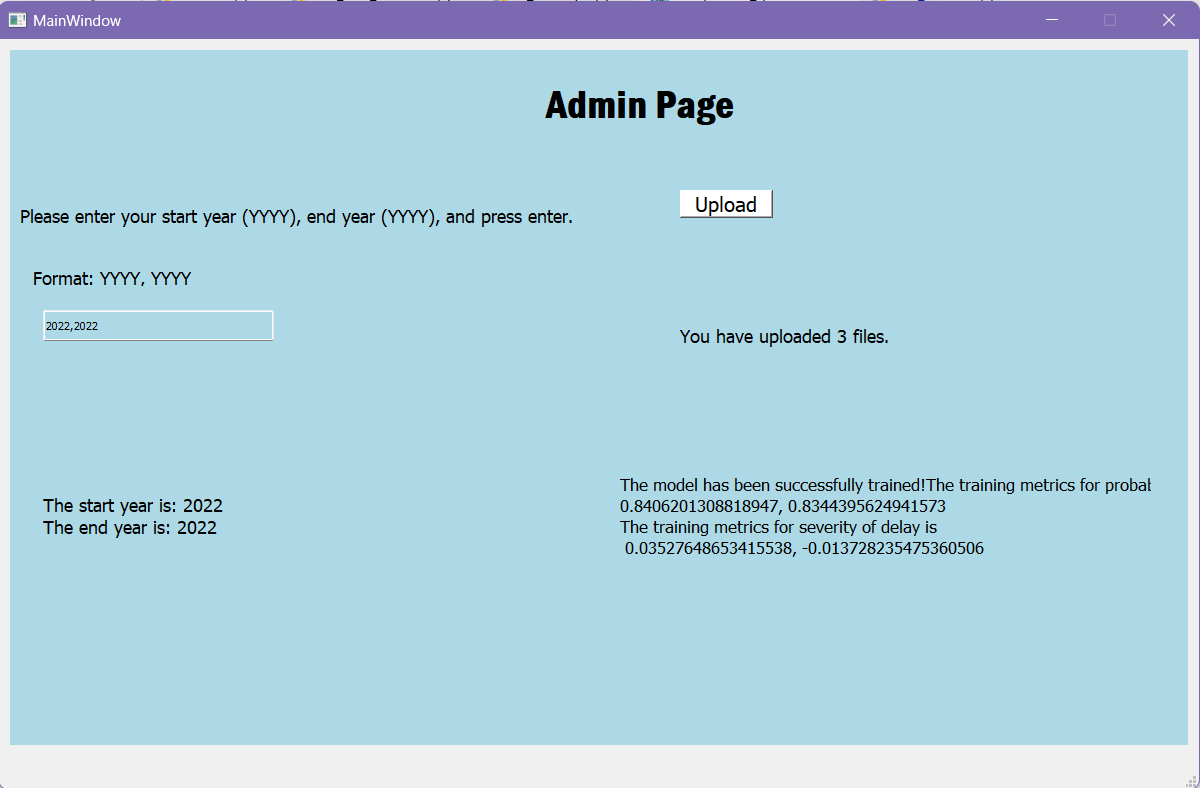 MainWindow
Admin Page
Please enter your start year (YYYY), end year (YYYY), and press enter.
Upload
Format: YYYY, YYYY
2022,2022
You have uploaded 3 files.
The start year is: 2022
The end year is: 2022
The model has been successfully trained!The training metrics for probab
0.8406201308818947, 0.8344395624941573
The training metrics for severity of delay is
0.03527648653415538, -0.013728235475360506